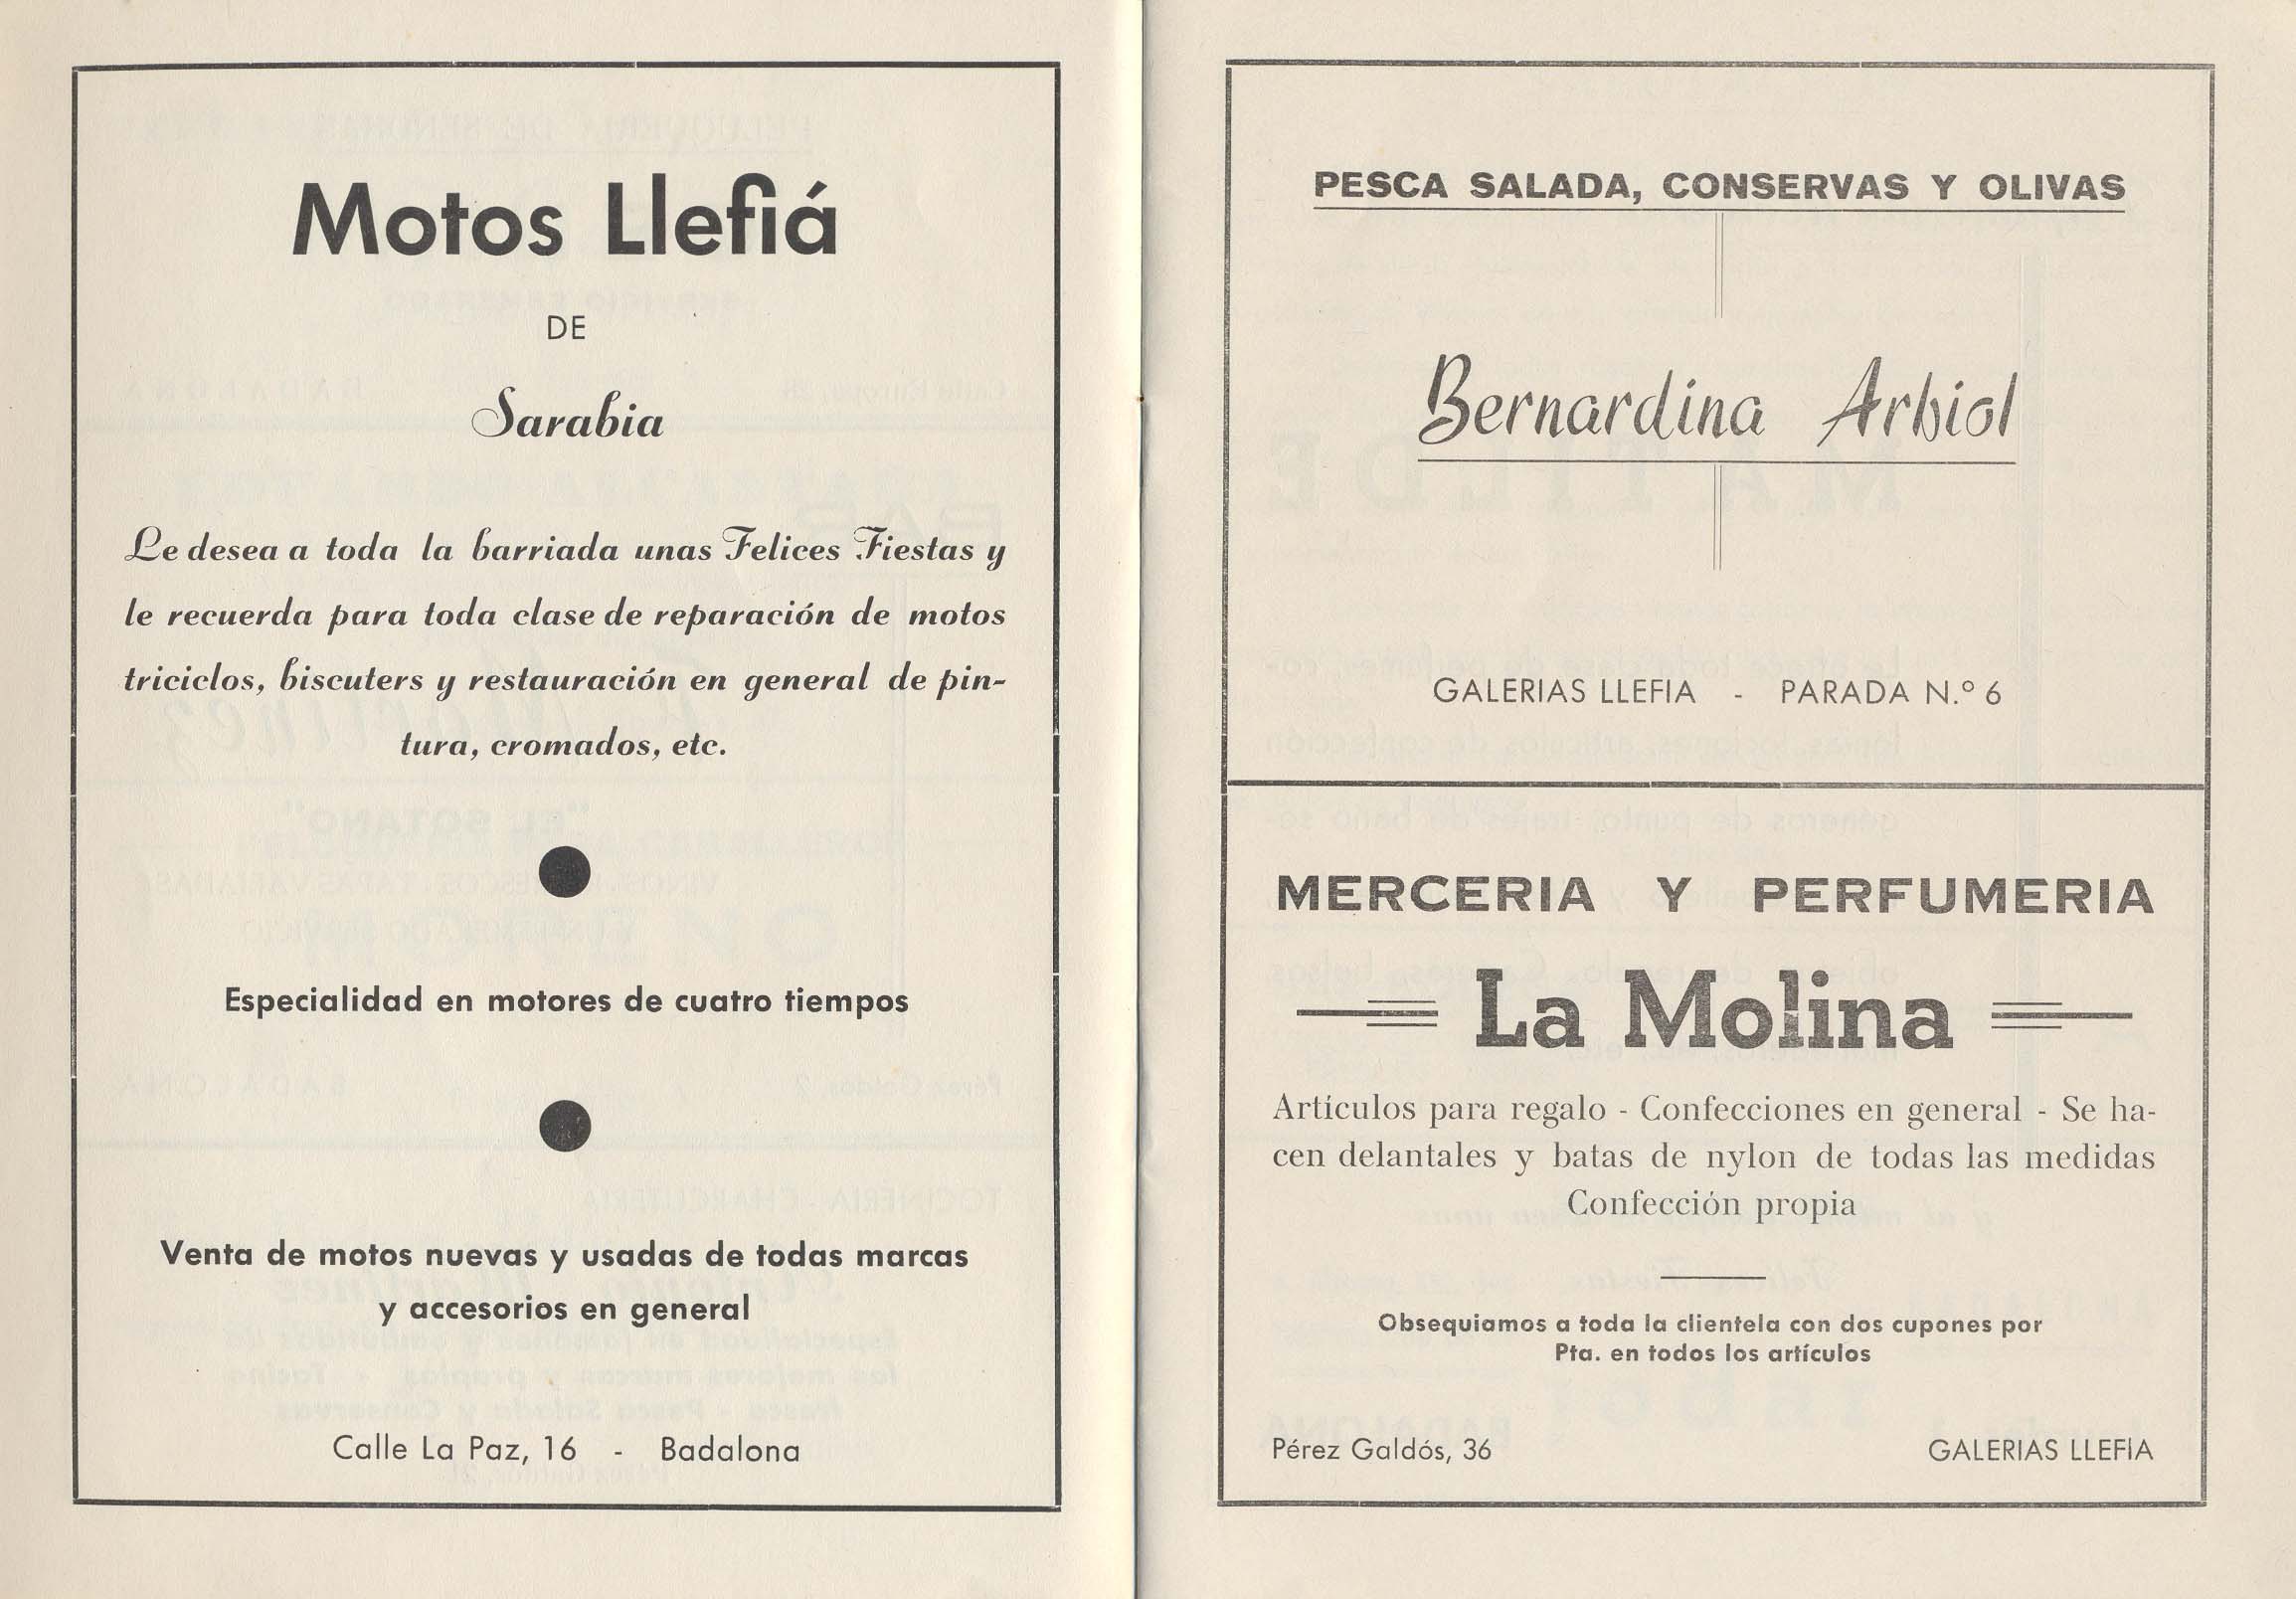 Motos Llefiá
DE
Sarabia
Le desea a toda la barriada unas Felices Fiestas y
le recuerda para toda clase de reparación de motos
triciclos, biscuters y restauración en general de pin-
tura, cromados, etc.
Especialidad en motores de cuatro tiempos
Venta de motos nuevas y usadas de todas marcas
y accesorios en general
Calle La Paz, 16 - Badalona
PESCA SALADA, CONSERVAS Y OLIVAS
Bernardina Arbiol
GALERIAS LLEFIA - PARADA N.º 6
MERCERIA Y PERFUMERIA
La Molina
Artículos para regalo - Confecciones en general - Se ha-
cen delantales y batas de nylon de todas las medidas
Confección propia
Obsequiamos a toda la clientela con dos cupones por
Pta. en todos los artículos
Pérez Galdós, 36 GALERIAS LLEFIA